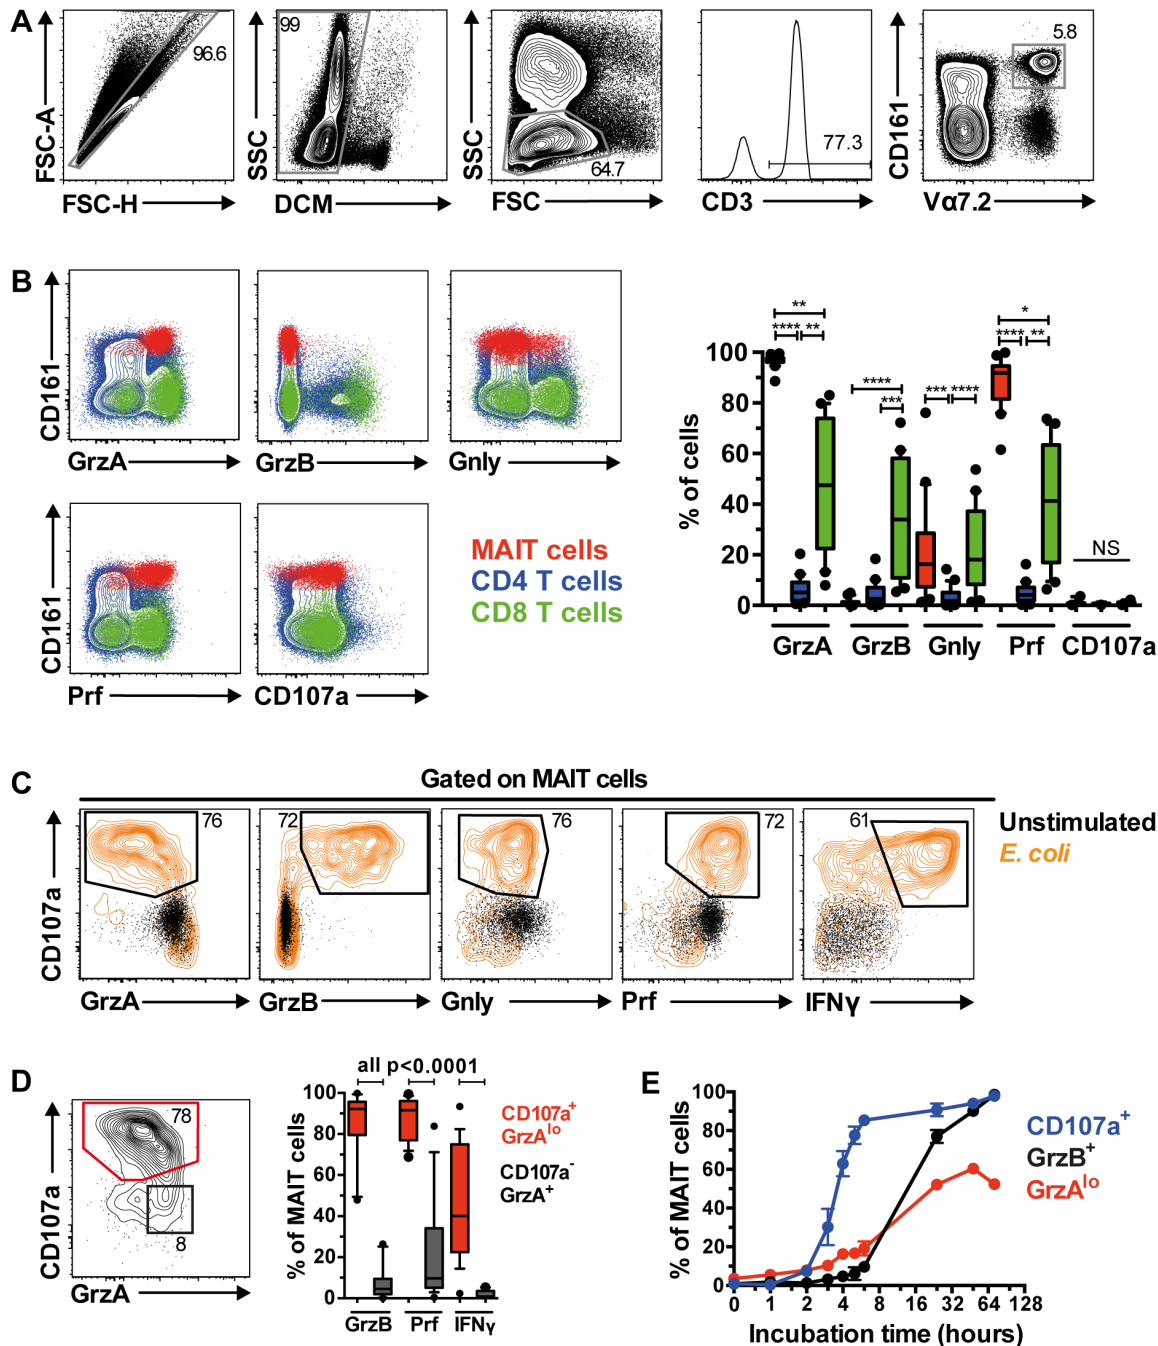 A
FSC-A
96.6
FSC-H
SSC
99
DCM
SSC
64.7
FSC
77.3
CD3
CD161
5.8
Vα7.2
B
CD161
GrzA
GrzB
Gnly
CD161
Prf
CD107a
MAIT cells
CD4 T cells
CD8 T cells
% of cells
100
80
60
40
20
0
**
**** **
****
***
*** ****
*
**** **
NS
GrzA GrzB Gnly Prf CD107a
C
Gated on MAIT cells
CD107a
76
GrzA
72
GrzB
76
Gnly
72
Prf
61
IFNγ
Unstimulated
E. coli
D
CD107a
78
8
GrzA
all p<0.0001
% of MAIT cells
100
80
60
40
20
0
GrzB Prf IFNγ
CD107a+
GrzAlo
CD107a-
GrzA+
E
% of MAIT cells
100
80
60
40
20
0
0 1 2 4 8 16 32 64 128
Incubation time (hours)
CD107a+
GrzB+
GrzAlo